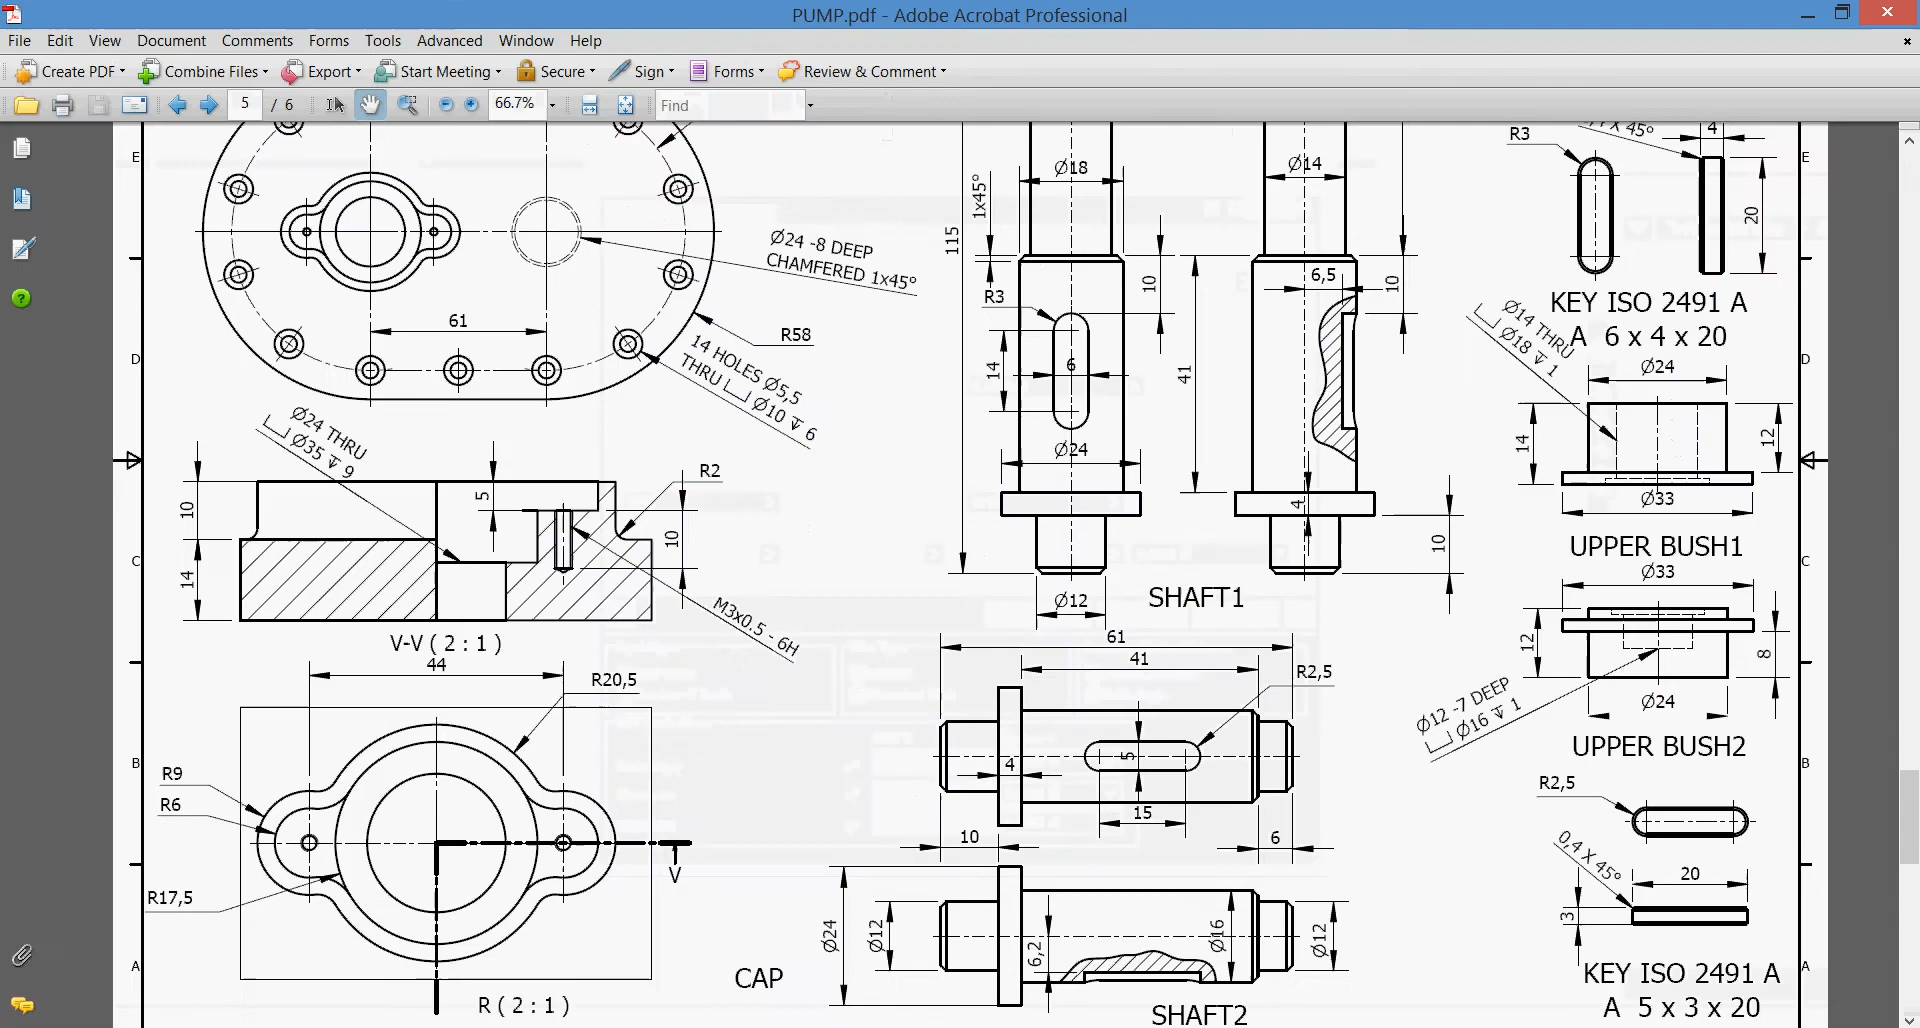 PUMP.pdf - Adobe Acrobat Professional
File Edit View Document Comments Forms Tools Advanced Window Help
Create PDF Combine Files Export Start Meeting Secure Sign Forms Review & Comment
5 / 6 66.7% Find
E
Ø18
Ø14
R3
4
E
1x45°
115
10
6,5
10
20
Ø24 -8 DEEP
CHAMFERED 1x45°
R3
KEY ISO 2491 A
A 6 x 4 x 20
61
R58
D
14 HOLES Ø5,5
THRU ⌴ Ø10 ↧ 6
14
6
41
Ø14 THRU
⌴ Ø18 ↧ 1
D
Ø24
Ø24 THRU
⌴ Ø35 ↧ 9
Ø24
14
12
R2
5
10
10
4
10
Ø33
UPPER BUSH1
C
14
M3x0.5 - 6H
Ø12
SHAFT1
C
Ø33
V-V ( 2 : 1 )
44
61
41
12
8
R20,5
R2,5
Ø12 -7 DEEP
⌴ Ø16 ↧ 1
Ø24
UPPER BUSH2
B
R9
R6
4
5
15
B
R2,5
10
6
V
0,4 X 45°
20
R17,5
Ø24
Ø12
6,2
Ø16
Ø12
3
A
CAP
KEY ISO 2491 A
A 5 x 3 x 20
A
R ( 2 : 1 )
SHAFT2